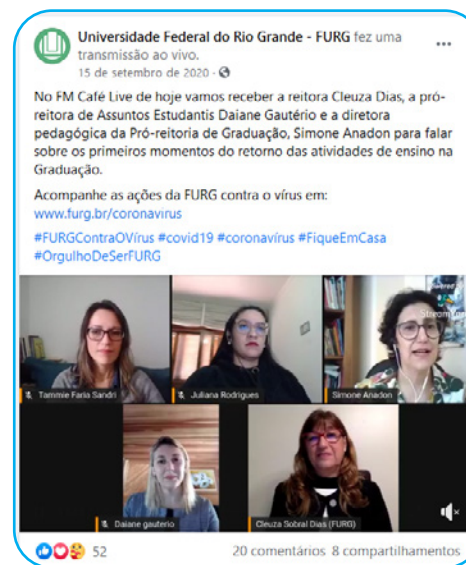 Universidade Federal do Rio Grande - FURG fez uma
transmissão ao vivo.
15 de setembro de 2020 ·
No FM Café Live de hoje vamos receber a reitora Cleuza Dias, a pró-
reitora de Assuntos Estudantis Daiane Gautério e a diretora
pedagógica da Pró-reitoria de Graduação, Simone Anadon para falar
sobre os primeiros momentos do retorno das atividades de ensino na
Graduação.
Acompanhe as ações da FURG contra o vírus em:
www.furg.br/coronavirus
#FURGContraOVírus #covid19 #coronavírus #FiqueEmCasa
#OrgulhoDeSerFURG
Tammie Faria Sandri
Juliana Rodrigues
Simone Anadon
Daiane gauterio
Cleuza Sobral Dias (FURG)
52
20 comentários 8 compartilhamentos